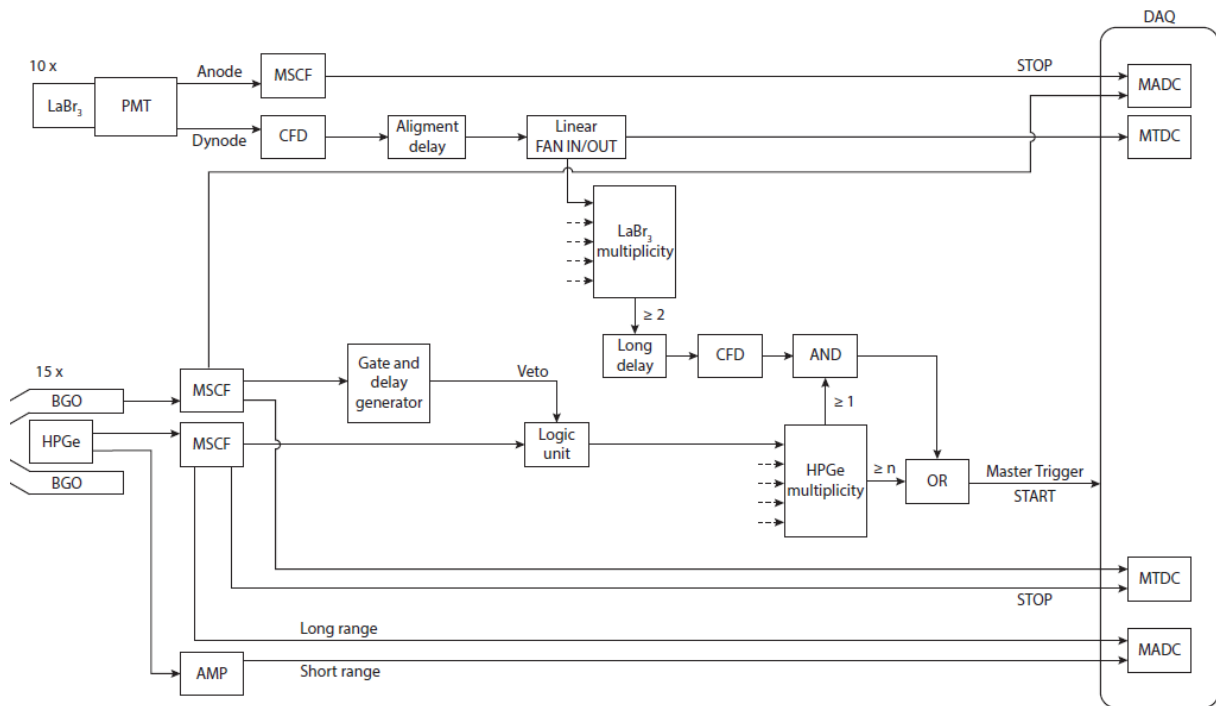 DAQ
10 x
LaBr3
PMT
Anode
Dynode
MSCF
STOP
MADC
CFD
Aligment
delay
Linear
FAN IN/OUT
MTDC
LaBr3
multiplicity
≥ 2
Long
delay
CFD
AND
≥ 1
15 x
BGO
HPGe
BGO
MSCF
MSCF
Gate and
delay
generator
Veto
Logic
unit
HPGe
multiplicity
≥ n
OR
Master Trigger
START
MTDC
STOP
Long range
MADC
AMP
Short range